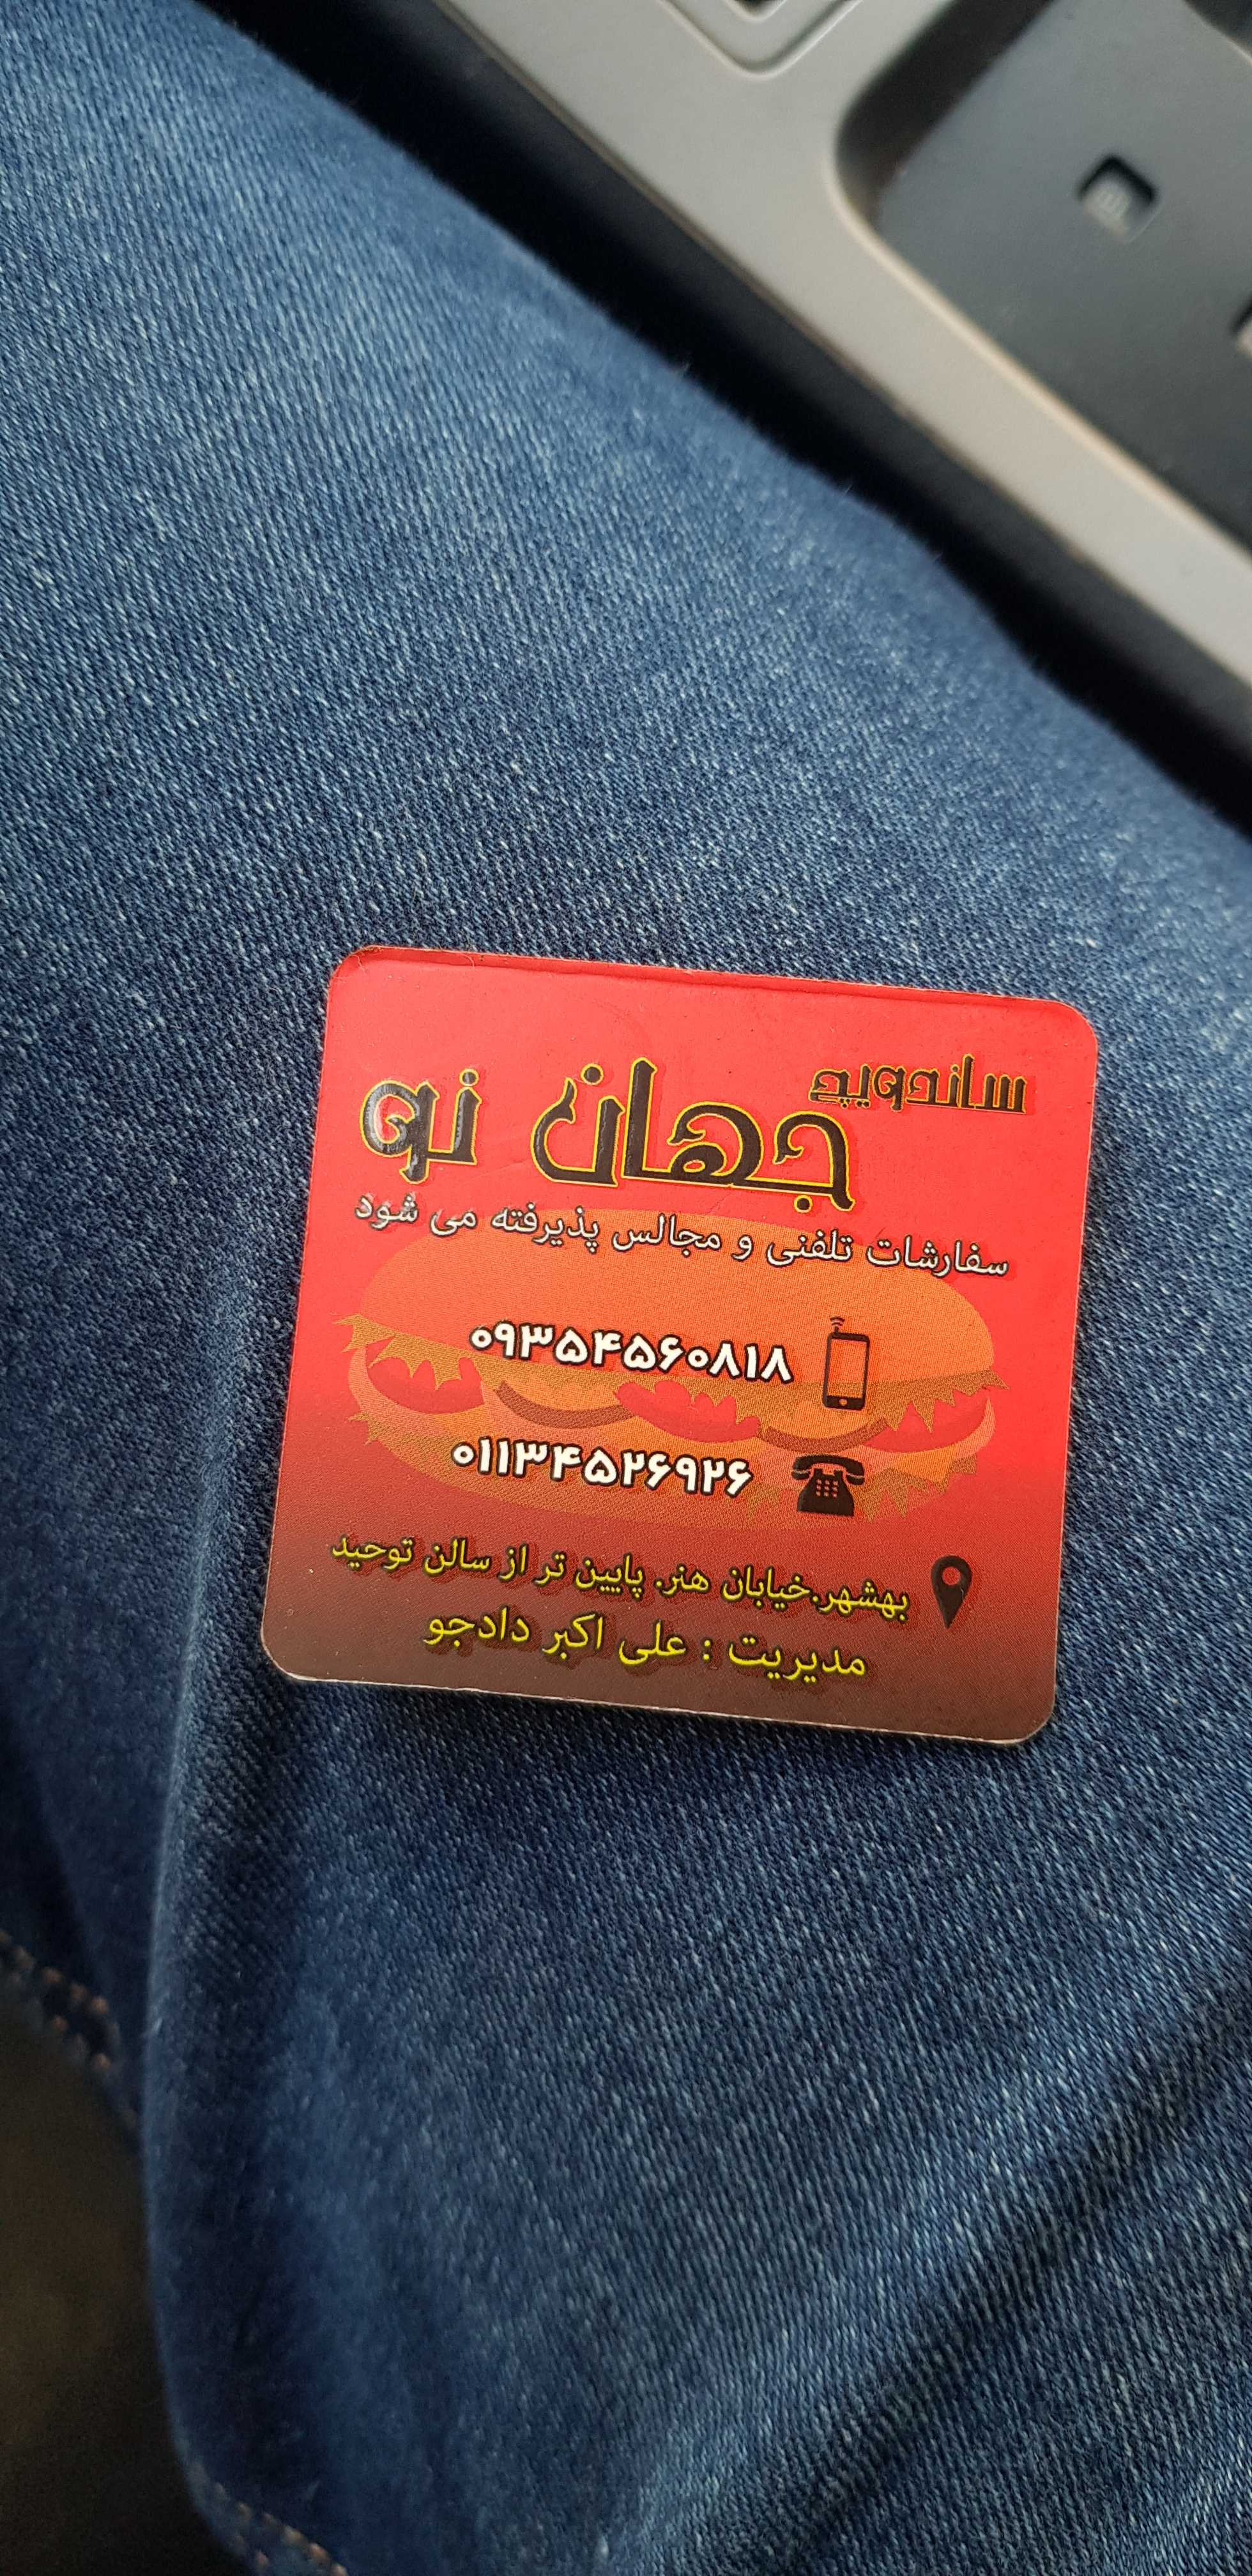 ساندویچ
جهان نو
سفارشات تلفنی و مجالس پذیرفته می شود
۰۹۳۵۴۵۶۰۸۱۸
۰۱۱۳۴۵۲۶۹۲۶
بهشهر.خیابان هنر. پایین تر از سالن توحید
مدیریت : علی اکبر دادجو